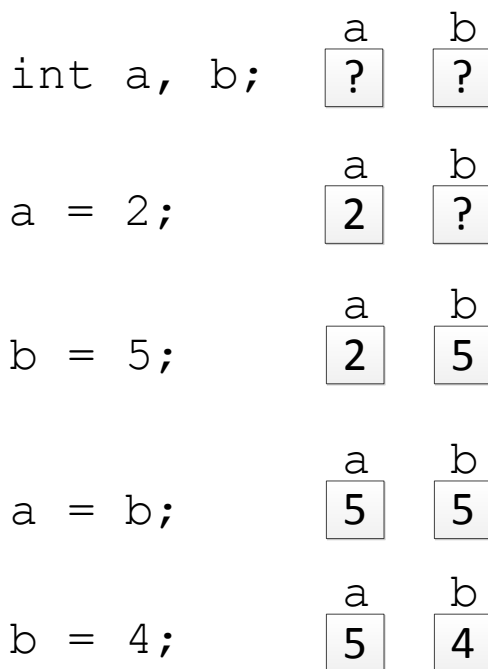 a b
int a, b; ? ?
a b
a = 2; 2 ?
a b
b = 5; 2 5
a b
a = b; 5 5
a b
b = 4; 5 4